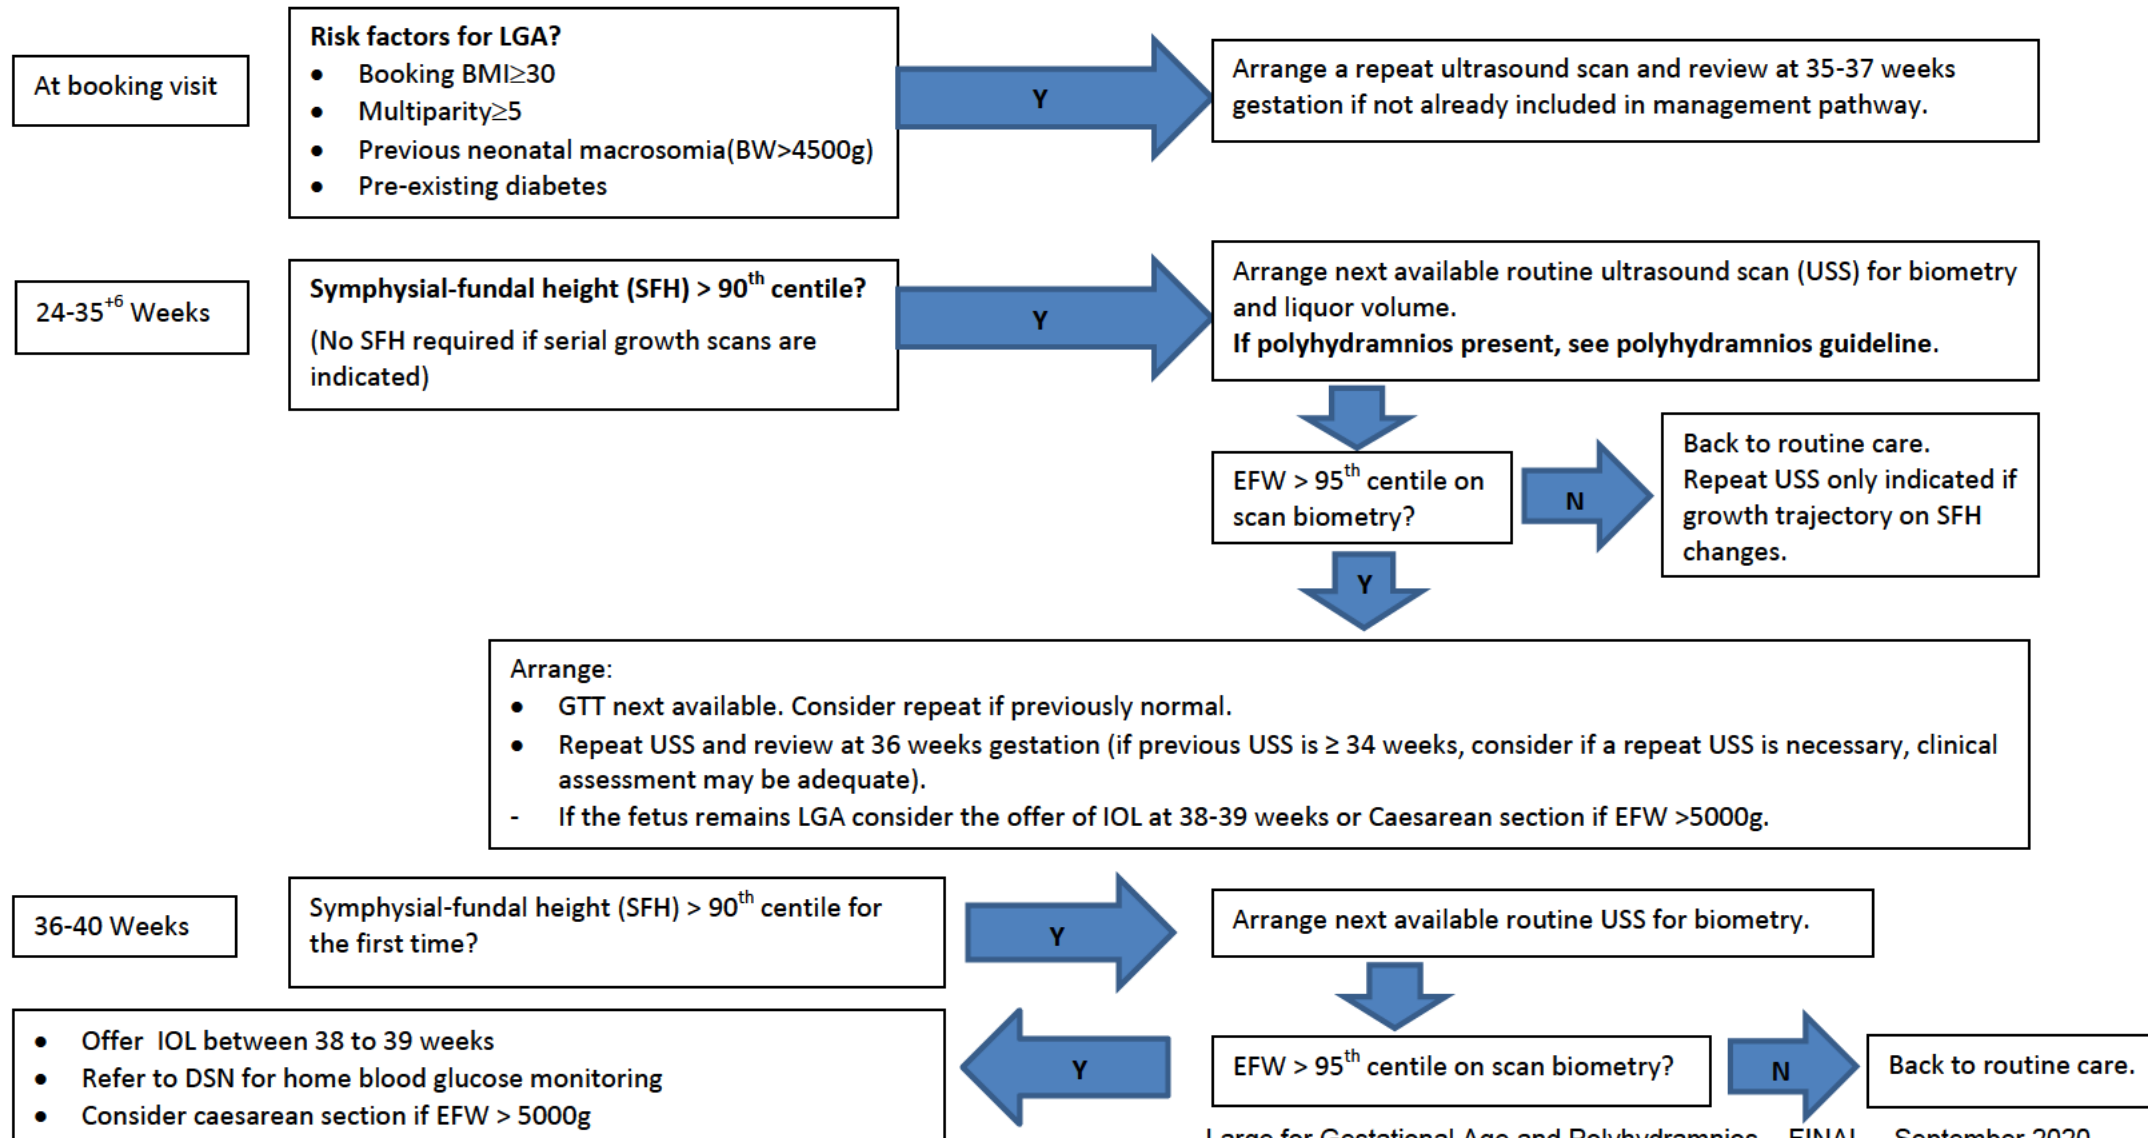 At booking visit
Risk factors for LGA?
• Booking BMI≥30
• Multiparity≥5
• Previous neonatal macrosomia(BW>4500g)
• Pre-existing diabetes
Y
Arrange a repeat ultrasound scan and review at 35-37 weeks
gestation if not already included in management pathway.
24-35+6 Weeks
Symphysial-fundal height (SFH) > 90th centile?
(No SFH required if serial growth scans are
indicated)
Y
Arrange next available routine ultrasound scan (USS) for biometry
and liquor volume.
If polyhydramnios present, see polyhydramnios guideline.
EFW > 95th centile on
scan biometry?
N
Back to routine care.
Repeat USS only indicated if
growth trajectory on SFH
changes.
Y
Arrange:
• GTT next available. Consider repeat if previously normal.
• Repeat USS and review at 36 weeks gestation (if previous USS is ≥ 34 weeks, consider if a repeat USS is necessary, clinical
assessment may be adequate).
- If the fetus remains LGA consider the offer of IOL at 38-39 weeks or Caesarean section if EFW >5000g.
36-40 Weeks
Symphysial-fundal height (SFH) > 90th centile for
the first time?
Y
Arrange next available routine USS for biometry.
EFW > 95th centile on scan biometry?
N
Back to routine care.
Y
• Offer IOL between 38 to 39 weeks
• Refer to DSN for home blood glucose monitoring
• Consider caesarean section if EFW > 5000g
Large for Gestational Age and Polyhydramnios – FINAL – September 2020